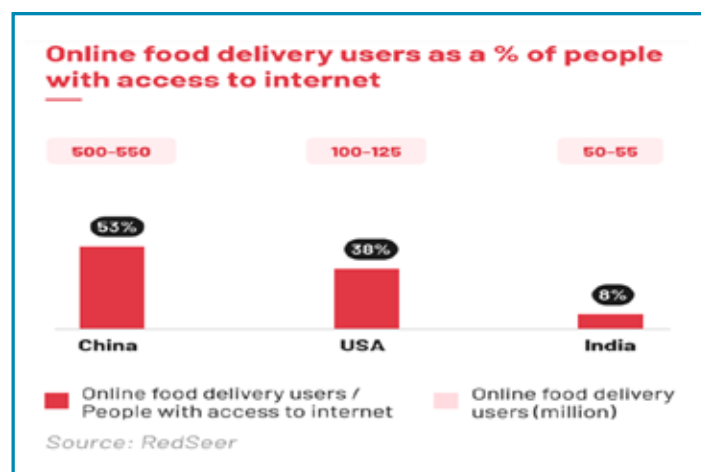 Online food delivery users as a % of people
with access to internet
500-550 100-125 50-55
53%
38%
8%
China USA India
Online food delivery users /
People with access to internet
Online food delivery
users (million)
Source: RedSeer